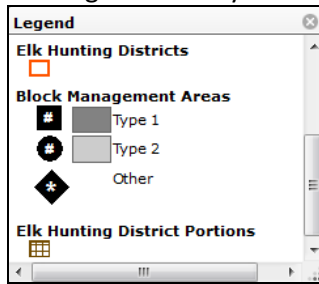 Legend
Elk Hunting Districts
Block Management Areas
# Type 1
# Type 2
* Other
Elk Hunting District Portions